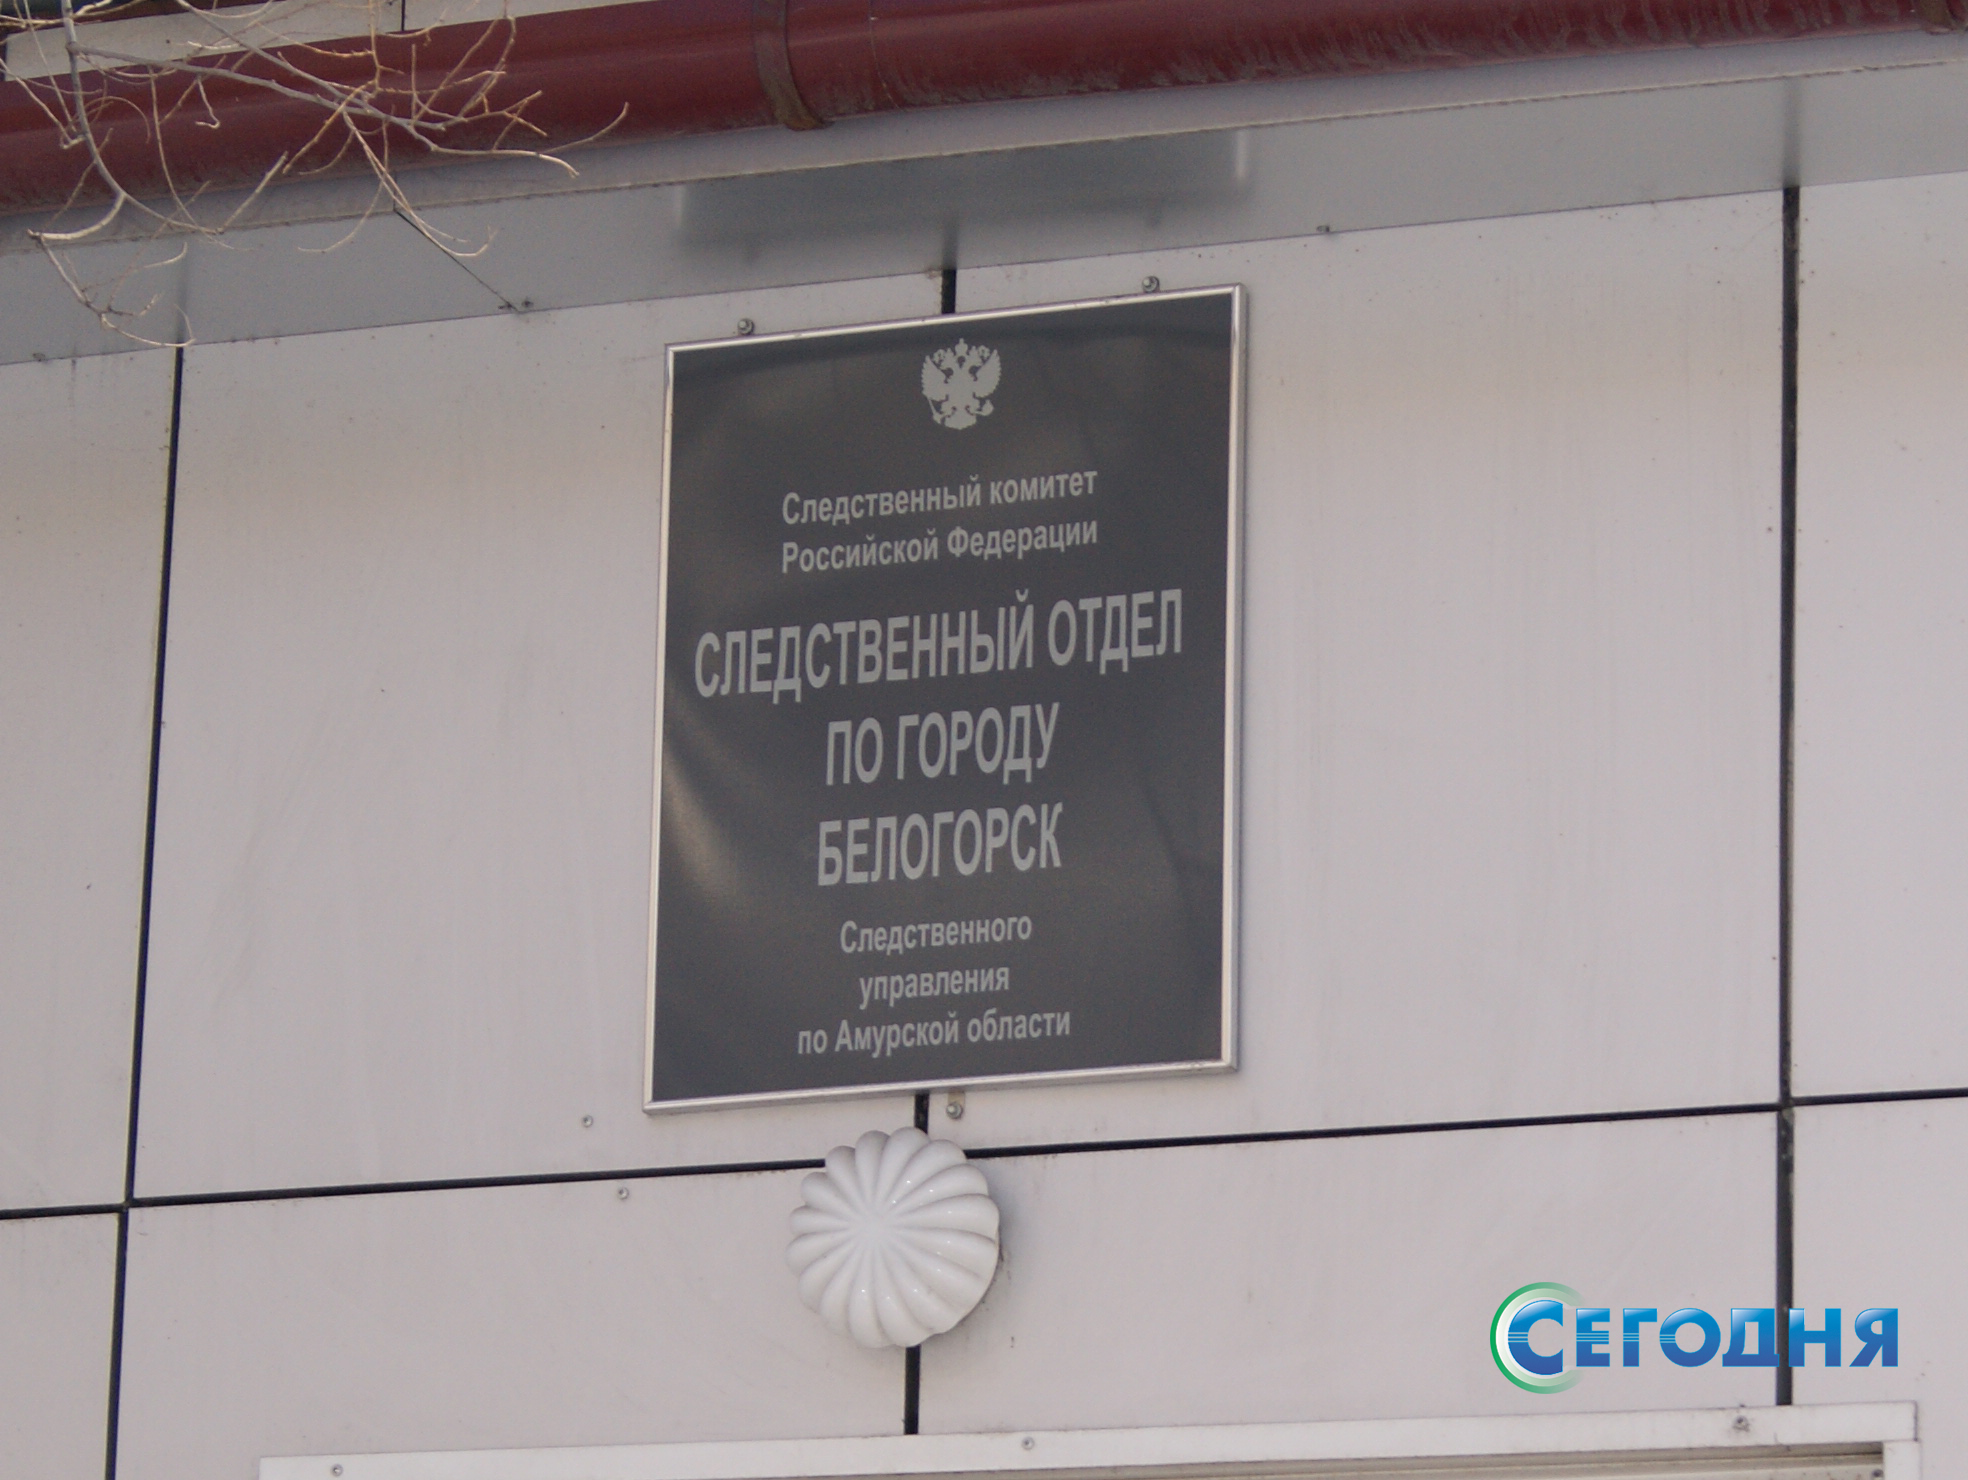 Следственный комитет
Российской Федерации
СЛЕДСТВЕННЫЙ ОТДЕЛ
ПО ГОРОДУ
БЕЛОГОРСК
Следственного
управления
по Амурской области
СЕГОДНЯ